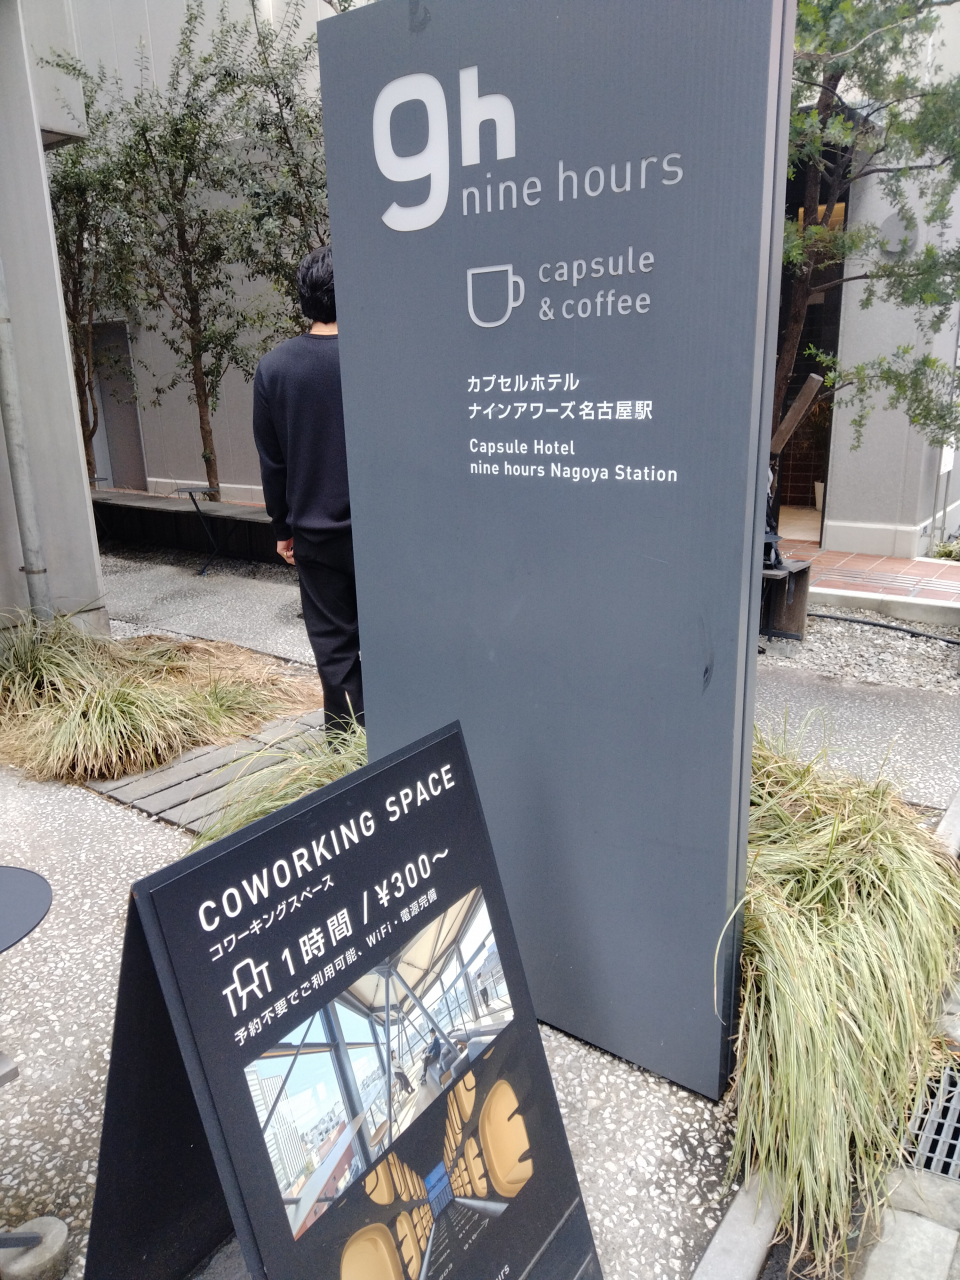 9h
nine hours
capsule
& coffee
カプセルホテル
ナインアワーズ名古屋駅
Capsule Hotel
nine hours Nagoya Station
COWORKING SPACE
コワーキングスペース
1時間 / ¥300～
予約不要でご利用可能、WiFi・電源完備